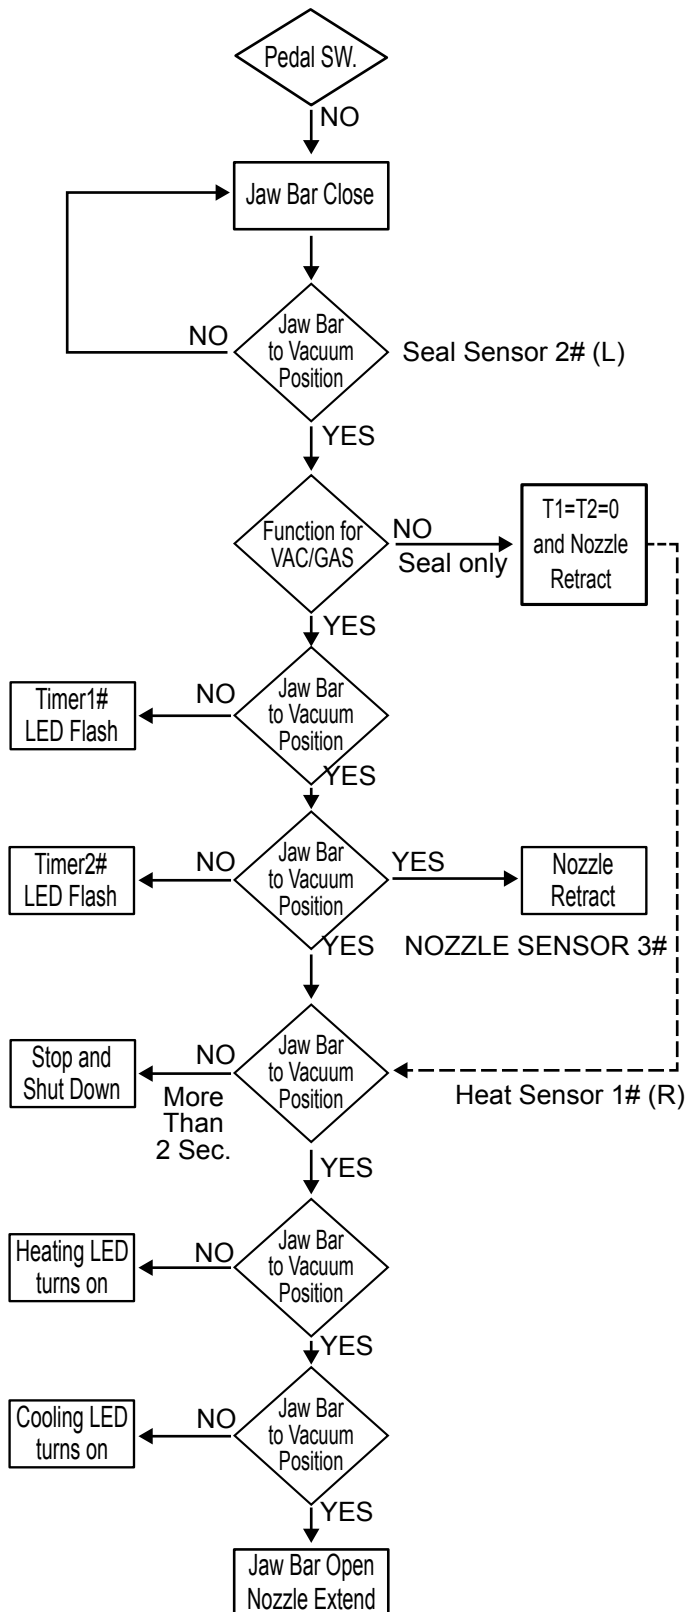 Pedal SW.
NO
Jaw Bar Close
Jaw Bar
to Vacuum
Position
NO
Seal Sensor 2# (L)
YES
Function for
VAC/GAS
NO
Seal only
T1=T2=0
and Nozzle
Retract
YES
Jaw Bar
to Vacuum
Position
NO
Timer1#
LED Flash
YES
Jaw Bar
to Vacuum
Position
NO
Timer2#
LED Flash
YES
Nozzle
Retract
YES
NOZZLE SENSOR 3#
Jaw Bar
to Vacuum
Position
NO
More
Than
2 Sec.
Stop and
Shut Down
Heat Sensor 1# (R)
YES
Jaw Bar
to Vacuum
Position
NO
Heating LED
turns on
YES
Jaw Bar
to Vacuum
Position
NO
Cooling LED
turns on
YES
Jaw Bar Open
Nozzle Extend